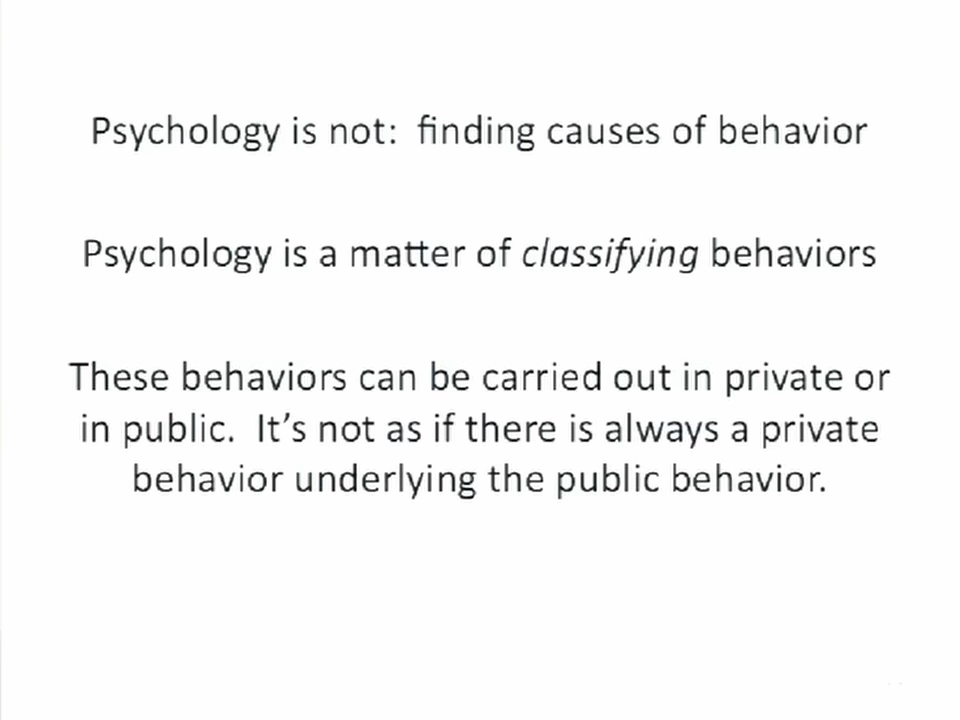 Psychology is not:  finding causes of behavior
Psychology is a matter of classifying behaviors
These behaviors can be carried out in private or
in public.  It’s not as if there is always a private
behavior underlying the public behavior.